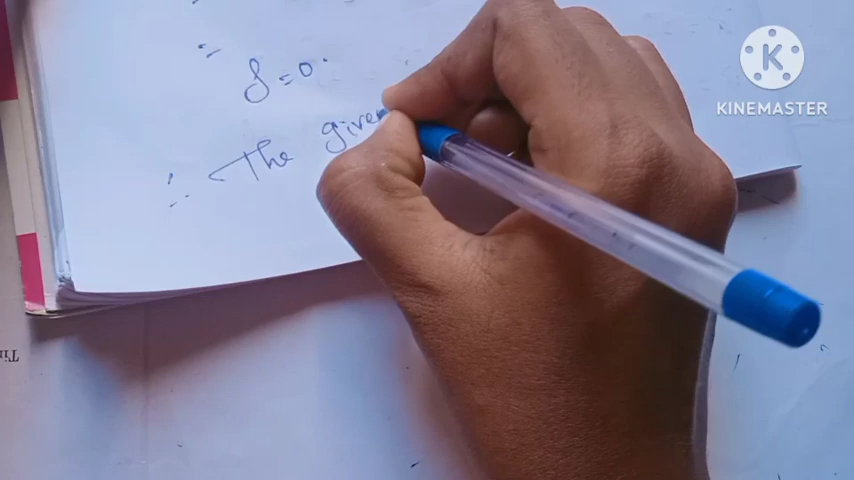 ∵ δ = 0.
∴ The given
KINEMASTER